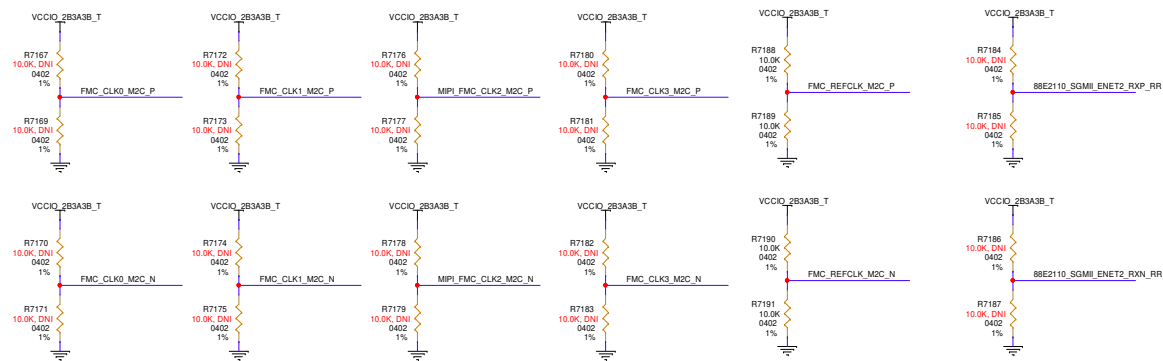 VCCIO_2B3A3B_T
R7167
10.0K, DNI
0402
1%
FMC_CLK0_M2C_P
R7169
10.0K, DNI
0402
1%
VCCIO_2B3A3B_T
R7172
10.0K, DNI
0402
1%
FMC_CLK1_M2C_P
R7173
10.0K, DNI
0402
1%
VCCIO_2B3A3B_T
R7176
10.0K, DNI
0402
1%
MIPI_FMC_CLK2_M2C_P
R7177
10.0K, DNI
0402
1%
VCCIO_2B3A3B_T
R7180
10.0K, DNI
0402
1%
FMC_CLK3_M2C_P
R7181
10.0K, DNI
0402
1%
VCCIO_2B3A3B_T
R7188
10.0K
0402
1%
FMC_REFCLK_M2C_P
R7189
10.0K
0402
1%
VCCIO_2B3A3B_T
R7184
10.0K, DNI
0402
1%
88E2110_SGMII_ENET2_RXP_RR
R7185
10.0K, DNI
0402
1%
VCCIO_2B3A3B_T
R7170
10.0K, DNI
0402
1%
FMC_CLK0_M2C_N
R7171
10.0K, DNI
0402
1%
VCCIO_2B3A3B_T
R7174
10.0K, DNI
0402
1%
FMC_CLK1_M2C_N
R7175
10.0K, DNI
0402
1%
VCCIO_2B3A3B_T
R7178
10.0K, DNI
0402
1%
MIPI_FMC_CLK2_M2C_N
R7179
10.0K, DNI
0402
1%
VCCIO_2B3A3B_T
R7182
10.0K, DNI
0402
1%
FMC_CLK3_M2C_N
R7183
10.0K, DNI
0402
1%
VCCIO_2B3A3B_T
R7190
10.0K
0402
1%
FMC_REFCLK_M2C_N
R7191
10.0K
0402
1%
VCCIO_2B3A3B_T
R7186
10.0K, DNI
0402
1%
88E2110_SGMII_ENET2_RXN_RR
R7187
10.0K, DNI
0402
1%